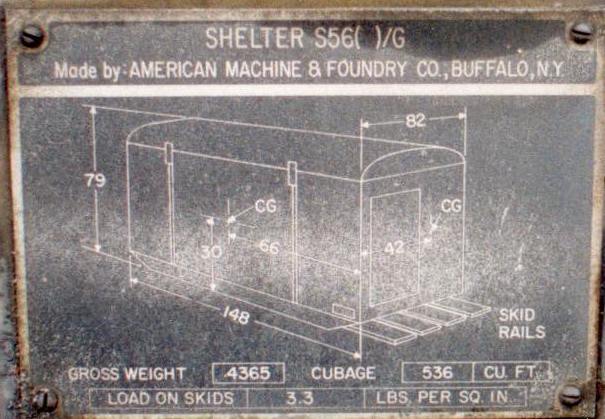 SHELTER S56( )/G
Made by: AMERICAN MACHINE & FOUNDRY CO., BUFFALO, N.Y.
82
79
CG
CG
30
66
42
148
SKID
RAILS
GROSS WEIGHT 4365 CUBAGE 536 CU. FT.
LOAD ON SKIDS 3.3 LBS. PER SQ. IN.